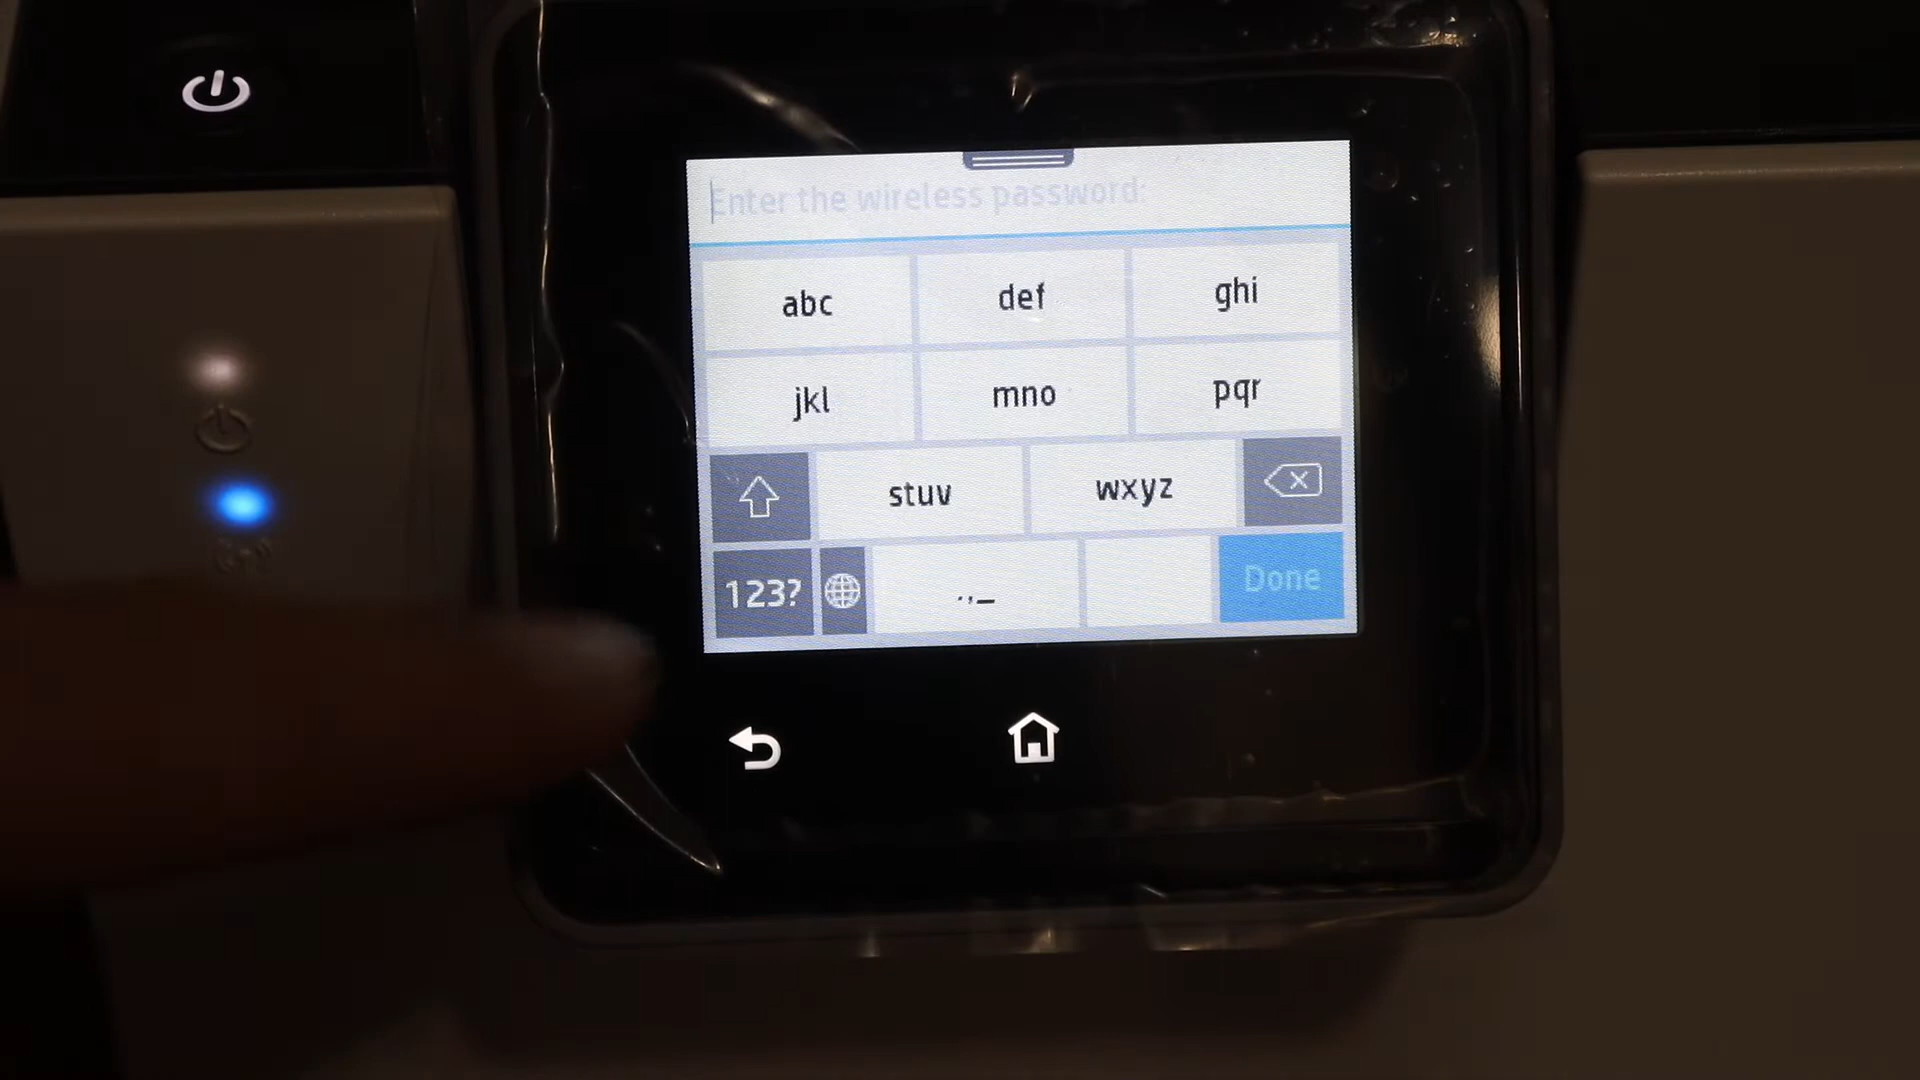 Enter the wireless password:
abc def ghi
jkl mno pqr
stuv wxyz
123? .,_ Done